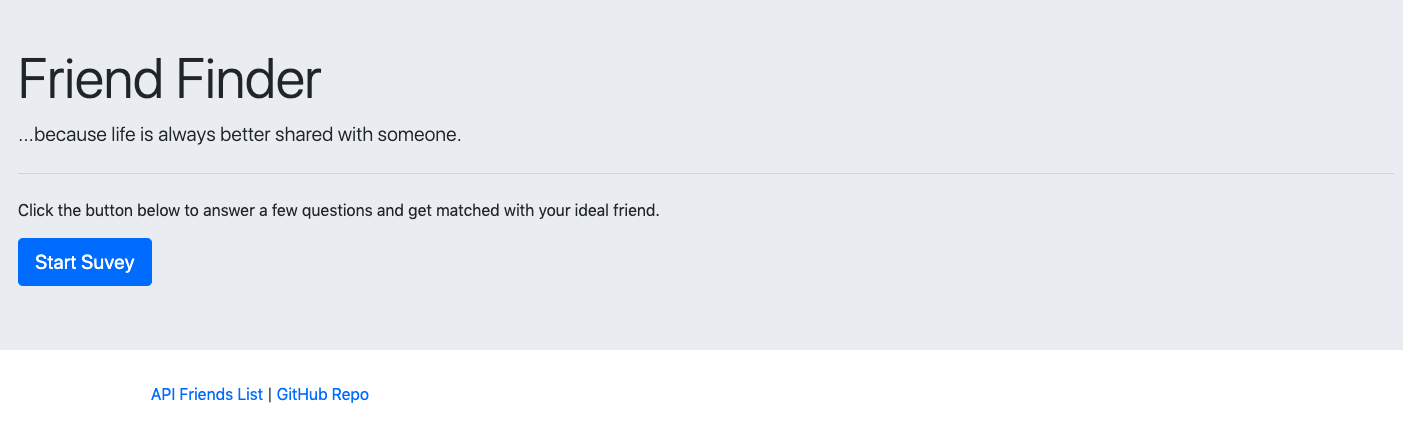 Friend Finder
...because life is always better shared with someone.
Click the button below to answer a few questions and get matched with your ideal friend.
Start Suvey
API Friends List | GitHub Repo